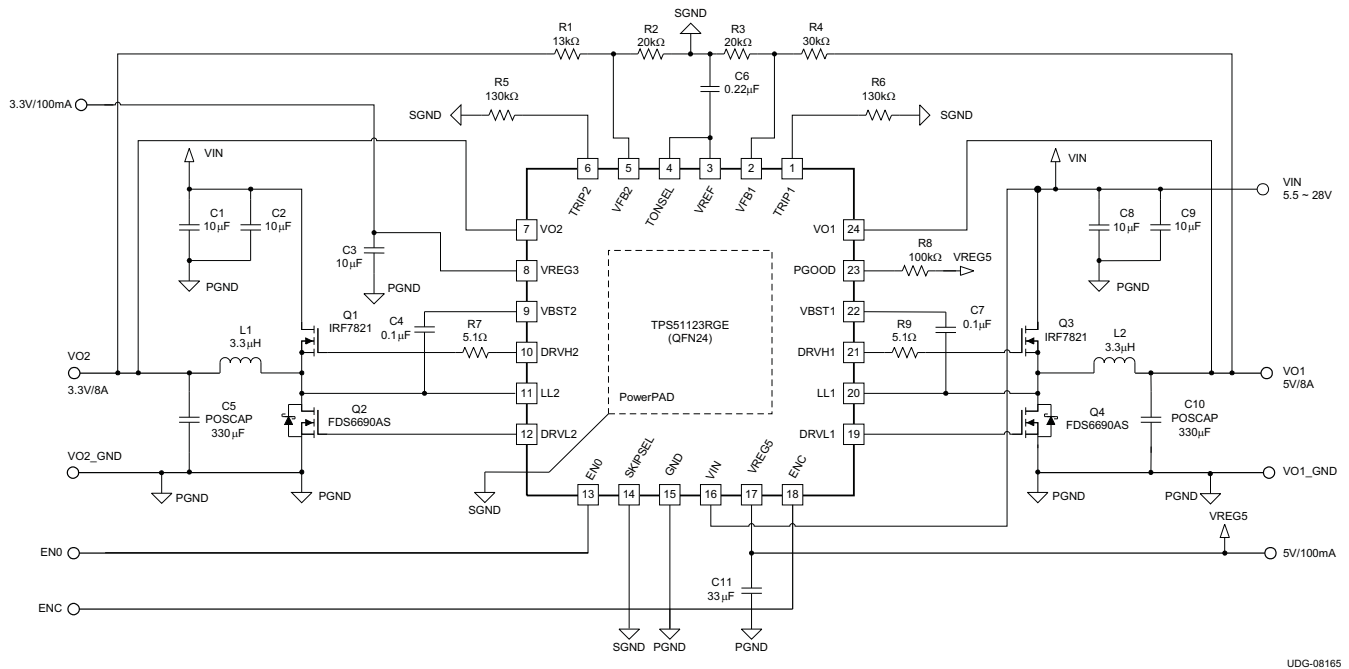 SGND
R1
13kΩ
R2
20kΩ
R3
20kΩ
R4
30kΩ
C6
0.22μF
R5
130kΩ
R6
130kΩ
3.3V/100mA
SGND
SGND
VIN
VIN
VIN
5.5 ~ 28V
6
5
4
3
2
1
TRIP2
VFB2
TONSEL
VREF
VFB1
TRIP1
C1
10μF
C2
10μF
C3
10μF
7
VO2
VO1
24
R8
100kΩ
VREG5
C8
10μF
C9
10μF
8
VREG3
PGOOD
23
PGND
PGND
PGND
Q1
IRF7821
C4
0.1μF
R7
5.1Ω
9
VBST2
VBST1
22
R9
5.1Ω
C7
0.1μF
Q3
IRF7821
TPS51123RGE
(QFN24)
L1
3.3μH
10
DRVH2
DRVH1
21
L2
3.3μH
VO2
3.3V/8A
VO1
5V/8A
11
LL2
PowerPAD
LL1
20
C5
POSCAP
330μF
Q2
FDS6690AS
12
DRVL2
DRVL1
19
Q4
FDS6690AS
C10
POSCAP
330μF
VO2_GND
VO1_GND
EN0
SKIPSEL
GND
VIN
VREG5
ENC
13
14
15
16
17
18
PGND
PGND
SGND
PGND
PGND
VREG5
EN0
5V/100mA
C11
33μF
ENC
SGND
PGND
PGND
UDG-08165